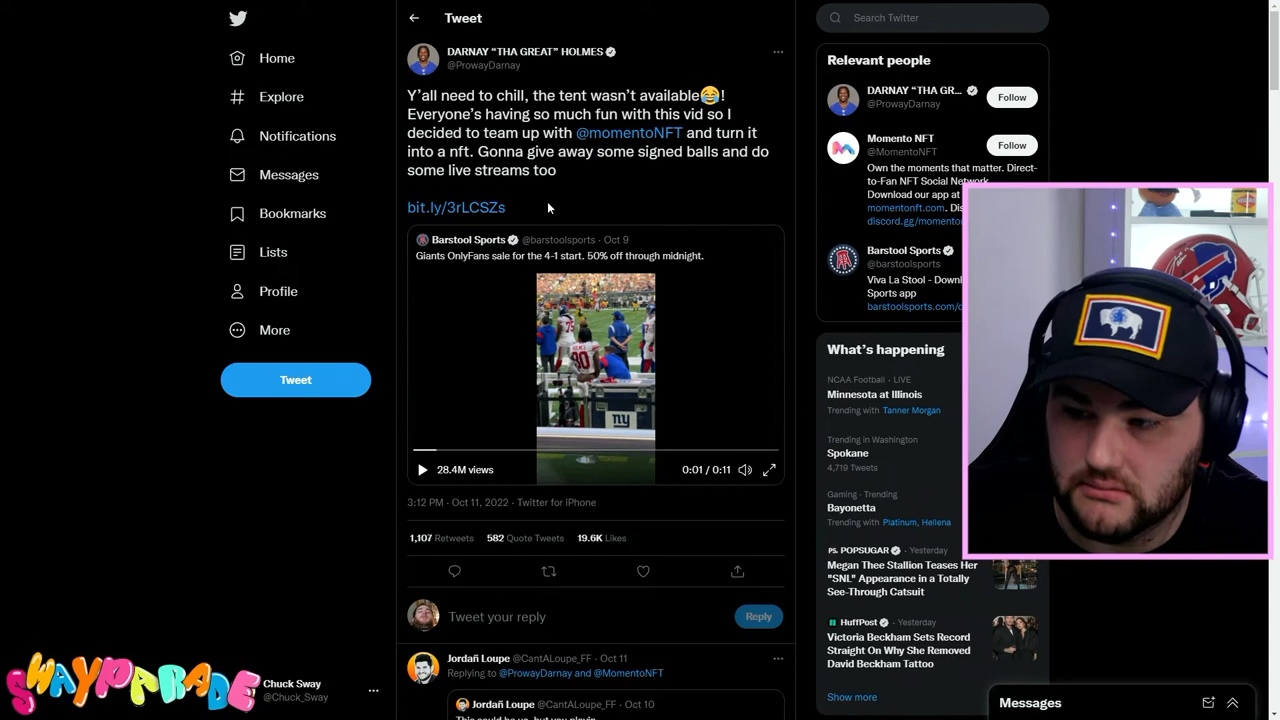 Tweet
Search Twitter
DARNAY “THA GREAT” HOLMES
@ProwayDarnay
Y’all need to chill, the tent wasn’t available😂!
Everyone’s having so much fun with this vid so I
decided to team up with @momentoNFT and turn it
into a nft. Gonna give away some signed balls and do
some live streams too
bit.ly/3rLCSZs
Barstool Sports @barstoolsports · Oct 9
Giants OnlyFans sale for the 4-1 start. 50% off through midnight.
75
HOLMES
30
ny
28.4M views
0:01 / 0:11
3:12 PM · Oct 11, 2022 · Twitter for iPhone
1,107 Retweets 582 Quote Tweets 19.6K Likes
Tweet your reply
Reply
Jordañ Loupe @CantALoupe_FF · Oct 11
Replying to @ProwayDarnay and @MomentoNFT
Jordañ Loupe @CantALoupe_FF · Oct 10
Home
Explore
Notifications
Messages
Bookmarks
Lists
Profile
More
Tweet
SWAYPARADE
Chuck Sway
@Chuck_Sway
Relevant people
DARNAY “THA GR...
@ProwayDarnay
Follow
Momento NFT
@MomentoNFT
Follow
Own the moments that matter. Direct-
to-Fan NFT Social Network.
Download our app at
momentonft.com. Dis
discord.gg/momento
Barstool Sports
@barstoolsports
Viva La Stool - Downl
Sports app
barstoolsports.com/
What’s happening
NCAA Football · LIVE
Minnesota at Illinois
Trending with Tanner Morgan
Trending in Washington
Spokane
4,719 Tweets
Gaming · Trending
Bayonetta
Trending with Platinum, Hellena
PS. POPSUGAR · Yesterday
Megan Thee Stallion Teases Her
"SNL" Appearance in a Totally
See-Through Catsuit
HuffPost · Yesterday
Victoria Beckham Sets Record
Straight On Why She Removed
David Beckham Tattoo
Show more
Messages